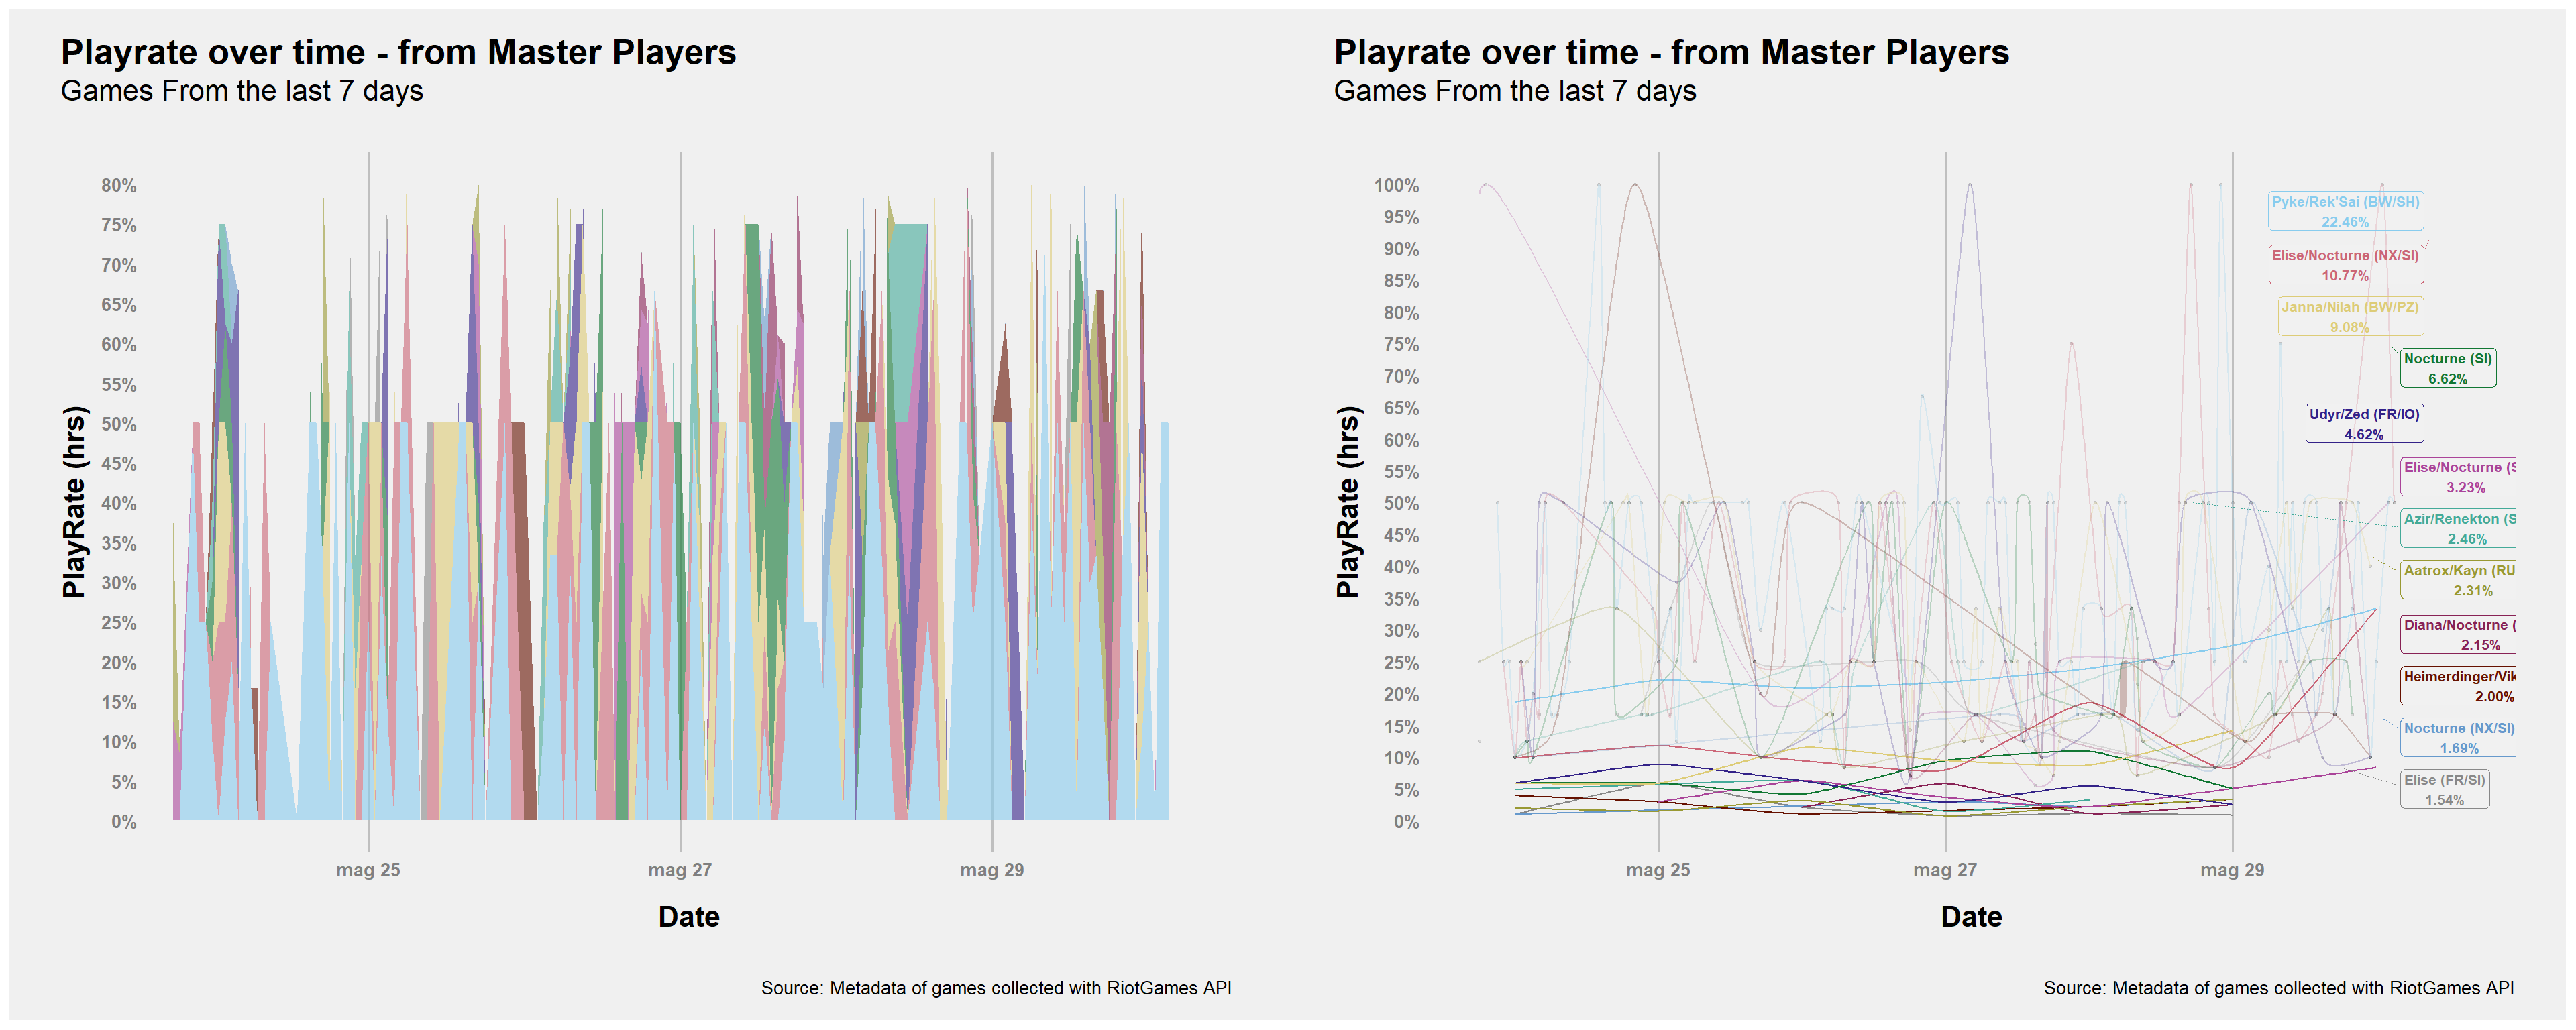 Playrate over time - from Master Players
Games From the last 7 days
PlayRate (hrs)
80%
75%
70%
65%
60%
55%
50%
45%
40%
35%
30%
25%
20%
15%
10%
5%
0%
mag 25
mag 27
mag 29
Date
Source: Metadata of games collected with RiotGames API
Playrate over time - from Master Players
Games From the last 7 days
PlayRate (hrs)
100%
95%
90%
85%
80%
75%
70%
65%
60%
55%
50%
45%
40%
35%
30%
25%
20%
15%
10%
5%
0%
Pyke/Rek'Sai (BW/SH)
22.46%
Elise/Nocturne (NX/SI)
10.77%
Janna/Nilah (BW/PZ)
9.08%
Nocturne (SI)
6.62%
Udyr/Zed (FR/IO)
4.62%
Elise/Nocturne (S
3.23%
Azir/Renekton (S
2.46%
Aatrox/Kayn (RU
2.31%
Diana/Nocturne (
2.15%
Heimerdinger/Vik
2.00%
Nocturne (NX/SI)
1.69%
Elise (FR/SI)
1.54%
mag 25
mag 27
mag 29
Date
Source: Metadata of games collected with RiotGames API